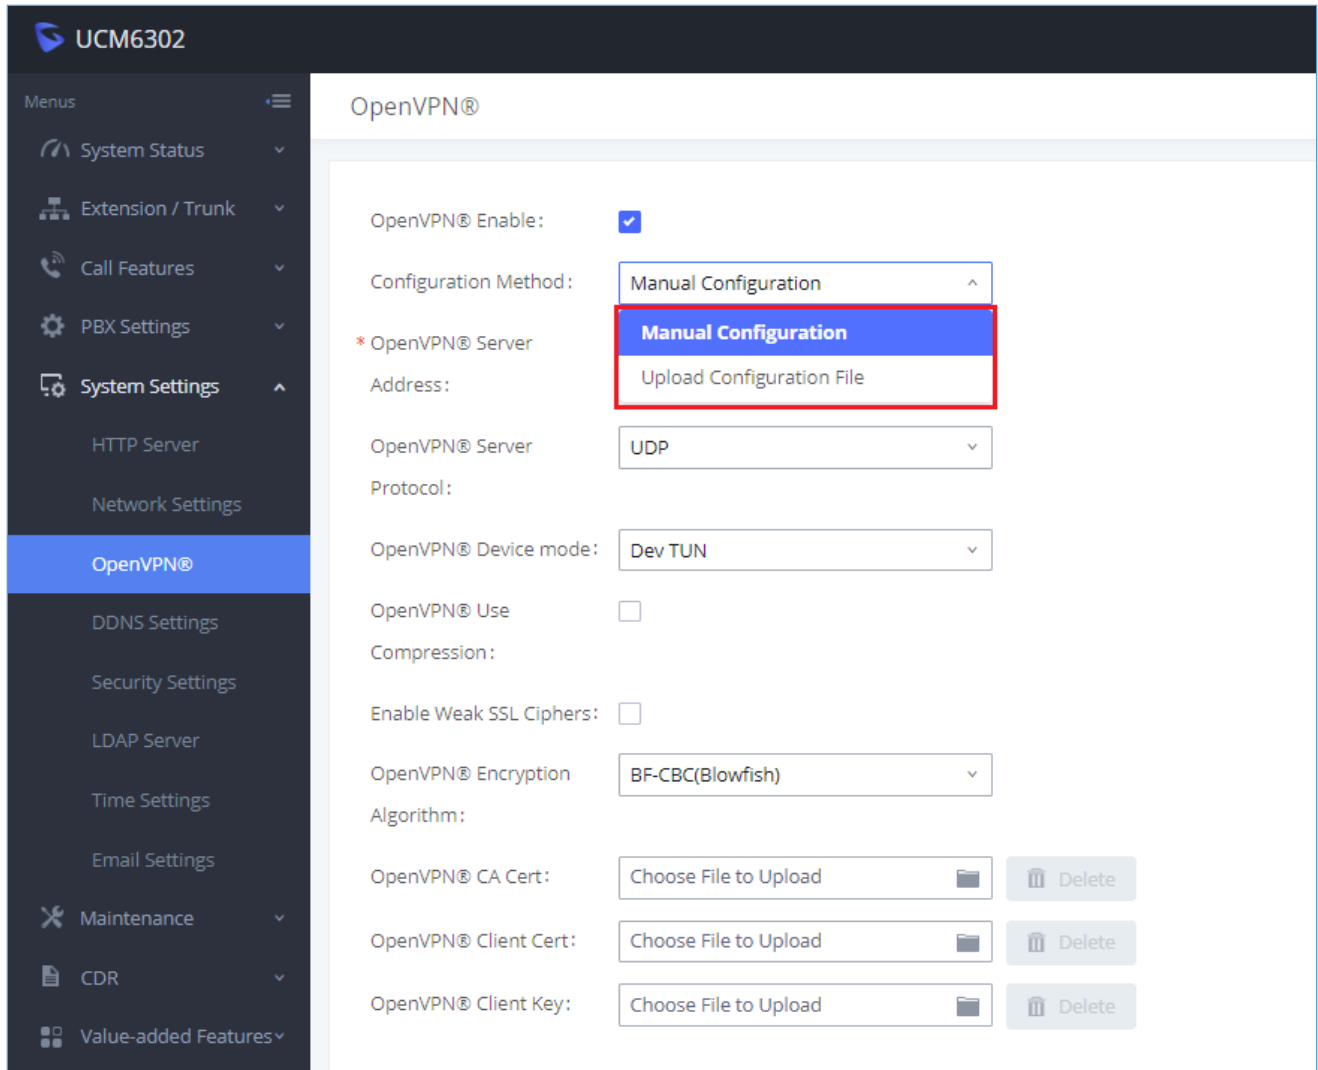 UCM6302
Menus
System Status
Extension / Trunk
Call Features
PBX Settings
System Settings
HTTP Server
Network Settings
OpenVPN®
DDNS Settings
Security Settings
LDAP Server
Time Settings
Email Settings
Maintenance
CDR
Value-added Features
OpenVPN®
OpenVPN® Enable:
Configuration Method: Manual Configuration
Manual Configuration
Upload Configuration File
* OpenVPN® Server
Address:
OpenVPN® Server
Protocol:
UDP
OpenVPN® Device mode: Dev TUN
OpenVPN® Use
Compression:
Enable Weak SSL Ciphers:
OpenVPN® Encryption
Algorithm:
BF-CBC(Blowfish)
OpenVPN® CA Cert: Choose File to Upload Delete
OpenVPN® Client Cert: Choose File to Upload Delete
OpenVPN® Client Key: Choose File to Upload Delete